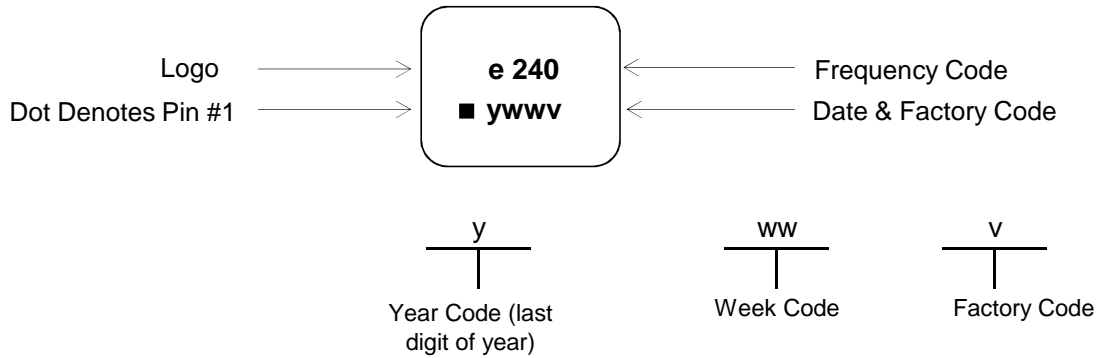 Logo
e 240
Frequency Code
Dot Denotes Pin #1
■ ywwv
Date & Factory Code
y
ww
v
Year Code (last
digit of year)
Week Code
Factory Code